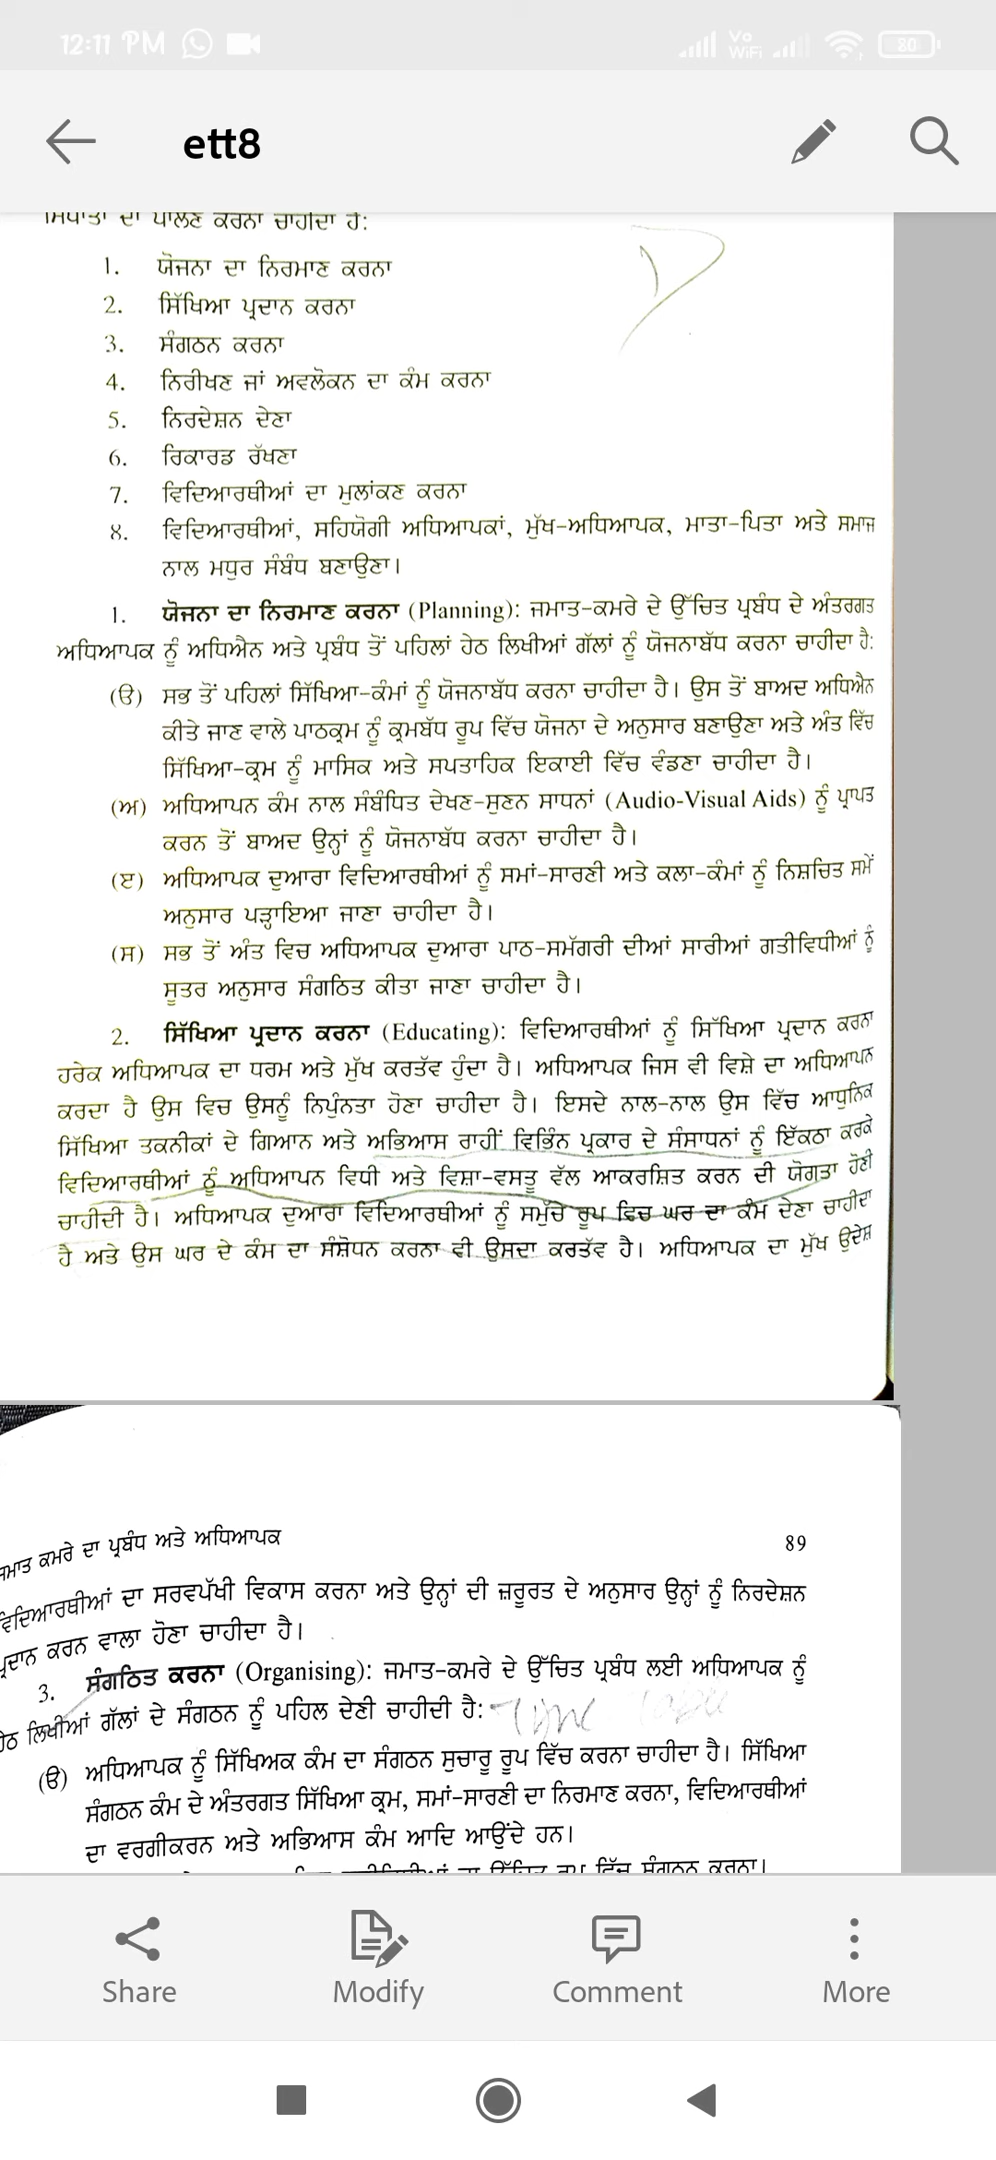 12:11 PM
Vo
WiFi
80
ett8
ਦਾ ਪਾਲਣ ਕਰਨਾ ਚਾਹੀਦਾ ਹੈ:
1. ਯੋਜਨਾ ਦਾ ਨਿਰਮਾਣ ਕਰਨਾ
2. ਸਿੱਖਿਆ ਪ੍ਰਦਾਨ ਕਰਨਾ
3. ਸੰਗਠਨ ਕਰਨਾ
4. ਨਿਰੀਖਣ ਜਾਂ ਅਵਲੋਕਨ ਦਾ ਕੰਮ ਕਰਨਾ
5. ਨਿਰਦੇਸ਼ਨ ਦੇਣਾ
6. ਰਿਕਾਰਡ ਰੱਖਣਾ
7. ਵਿਦਿਆਰਥੀਆਂ ਦਾ ਮੁਲਾਂਕਣ ਕਰਨਾ
8. ਵਿਦਿਆਰਥੀਆਂ, ਸਹਿਯੋਗੀ ਅਧਿਆਪਕਾਂ, ਮੁੱਖ-ਅਧਿਆਪਕ, ਮਾਤਾ-ਪਿਤਾ ਅਤੇ ਸਮਾਜ
ਨਾਲ ਮਧੁਰ ਸੰਬੰਧ ਬਣਾਉਣਾ।
1. ਯੋਜਨਾ ਦਾ ਨਿਰਮਾਣ ਕਰਨਾ (Planning): ਜਮਾਤ-ਕਮਰੇ ਦੇ ਉੱਚਿਤ ਪ੍ਰਬੰਧ ਦੇ ਅੰਤਰਗਤ
ਅਧਿਆਪਕ ਨੂੰ ਅਧਿਐਨ ਅਤੇ ਪ੍ਰਬੰਧ ਤੋਂ ਪਹਿਲਾਂ ਹੇਠ ਲਿਖੀਆਂ ਗੱਲਾਂ ਨੂੰ ਯੋਜਨਾਬੱਧ ਕਰਨਾ ਚਾਹੀਦਾ ਹੈ:
(ੳ) ਸਭ ਤੋਂ ਪਹਿਲਾਂ ਸਿੱਖਿਆ-ਕੰਮਾਂ ਨੂੰ ਯੋਜਨਾਬੱਧ ਕਰਨਾ ਚਾਹੀਦਾ ਹੈ। ਉਸ ਤੋਂ ਬਾਅਦ ਅਧਿਐਨ
ਕੀਤੇ ਜਾਣ ਵਾਲੇ ਪਾਠਕ੍ਰਮ ਨੂੰ ਕ੍ਰਮਬੱਧ ਰੂਪ ਵਿੱਚ ਯੋਜਨਾ ਦੇ ਅਨੁਸਾਰ ਬਣਾਉਣਾ ਅਤੇ ਅੰਤ ਵਿੱਚ
ਸਿੱਖਿਆ-ਕ੍ਰਮ ਨੂੰ ਮਾਸਿਕ ਅਤੇ ਸਪਤਾਹਿਕ ਇਕਾਈ ਵਿੱਚ ਵੰਡਣਾ ਚਾਹੀਦਾ ਹੈ।
(ਅ) ਅਧਿਆਪਨ ਕੰਮ ਨਾਲ ਸੰਬੰਧਿਤ ਦੇਖਣ-ਸੁਣਨ ਸਾਧਨਾਂ (Audio-Visual Aids) ਨੂੰ ਪ੍ਰਾਪਤ
ਕਰਨ ਤੋਂ ਬਾਅਦ ਉਨ੍ਹਾਂ ਨੂੰ ਯੋਜਨਾਬੱਧ ਕਰਨਾ ਚਾਹੀਦਾ ਹੈ।
(ੲ) ਅਧਿਆਪਕ ਦੁਆਰਾ ਵਿਦਿਆਰਥੀਆਂ ਨੂੰ ਸਮਾਂ-ਸਾਰਣੀ ਅਤੇ ਕਲਾ-ਕੰਮਾਂ ਨੂੰ ਨਿਸ਼ਚਿਤ ਸਮੇਂ
ਅਨੁਸਾਰ ਪੜ੍ਹਾਇਆ ਜਾਣਾ ਚਾਹੀਦਾ ਹੈ।
(ਸ) ਸਭ ਤੋਂ ਅੰਤ ਵਿਚ ਅਧਿਆਪਕ ਦੁਆਰਾ ਪਾਠ-ਸਮੱਗਰੀ ਦੀਆਂ ਸਾਰੀਆਂ ਗਤੀਵਿਧੀਆਂ ਨੂੰ
ਸੂਤਰ ਅਨੁਸਾਰ ਸੰਗਠਿਤ ਕੀਤਾ ਜਾਣਾ ਚਾਹੀਦਾ ਹੈ।
2. ਸਿੱਖਿਆ ਪ੍ਰਦਾਨ ਕਰਨਾ (Educating): ਵਿਦਿਆਰਥੀਆਂ ਨੂੰ ਸਿੱਖਿਆ ਪ੍ਰਦਾਨ ਕਰਨਾ
ਹਰੇਕ ਅਧਿਆਪਕ ਦਾ ਧਰਮ ਅਤੇ ਮੁੱਖ ਕਰਤੱਵ ਹੁੰਦਾ ਹੈ। ਅਧਿਆਪਕ ਜਿਸ ਵੀ ਵਿਸ਼ੇ ਦਾ ਅਧਿਆਪਨ
ਕਰਦਾ ਹੈ ਉਸ ਵਿਚ ਉਸਨੂੰ ਨਿਪੁੰਨਤਾ ਹੋਣਾ ਚਾਹੀਦਾ ਹੈ। ਇਸਦੇ ਨਾਲ-ਨਾਲ ਉਸ ਵਿੱਚ ਆਧੁਨਿਕ
ਸਿੱਖਿਆ ਤਕਨੀਕਾਂ ਦੇ ਗਿਆਨ ਅਤੇ ਅਭਿਆਸ ਰਾਹੀਂ ਵਿਭਿੰਨ ਪ੍ਰਕਾਰ ਦੇ ਸੰਸਾਧਨਾਂ ਨੂੰ ਇੱਕਠਾ ਕਰਕੇ
ਵਿਦਿਆਰਥੀਆਂ ਨੂੰ ਅਧਿਆਪਨ ਵਿਧੀ ਅਤੇ ਵਿਸ਼ਾ-ਵਸਤੂ ਵੱਲ ਆਕਰਸ਼ਿਤ ਕਰਨ ਦੀ ਯੋਗਤਾ ਹੋਣੀ
ਚਾਹੀਦੀ ਹੈ। ਅਧਿਆਪਕ ਦੁਆਰਾ ਵਿਦਿਆਰਥੀਆਂ ਨੂੰ ਸਮੁੱਚੇ ਰੂਪ ਵਿਚ ਘਰ ਦਾ ਕੰਮ ਦੇਣਾ ਚਾਹੀਦਾ
ਹੈ ਅਤੇ ਉਸ ਘਰ ਦੇ ਕੰਮ ਦਾ ਸੰਸ਼ੋਧਨ ਕਰਨਾ ਵੀ ਉਸਦਾ ਕਰਤੱਵ ਹੈ। ਅਧਿਆਪਕ ਦਾ ਮੁੱਖ ਉਦੇਸ਼
ਜਮਾਤ ਕਮਰੇ ਦਾ ਪ੍ਰਬੰਧ ਅਤੇ ਅਧਿਆਪਕ 89
ਵਿਦਿਆਰਥੀਆਂ ਦਾ ਸਰਵਪੱਖੀ ਵਿਕਾਸ ਕਰਨਾ ਅਤੇ ਉਨ੍ਹਾਂ ਦੀ ਜ਼ਰੂਰਤ ਦੇ ਅਨੁਸਾਰ ਉਨ੍ਹਾਂ ਨੂੰ ਨਿਰਦੇਸ਼ਨ
ਪ੍ਰਦਾਨ ਕਰਨ ਵਾਲਾ ਹੋਣਾ ਚਾਹੀਦਾ ਹੈ।
3. ਸੰਗਠਿਤ ਕਰਨਾ (Organising): ਜਮਾਤ-ਕਮਰੇ ਦੇ ਉੱਚਿਤ ਪ੍ਰਬੰਧ ਲਈ ਅਧਿਆਪਕ ਨੂੰ
ਹੇਠ ਲਿਖੀਆਂ ਗੱਲਾਂ ਦੇ ਸੰਗਠਨ ਨੂੰ ਪਹਿਲ ਦੇਣੀ ਚਾਹੀਦੀ ਹੈ: Time Table
(ੳ) ਅਧਿਆਪਕ ਨੂੰ ਸਿੱਖਿਅਕ ਕੰਮ ਦਾ ਸੰਗਠਨ ਸੁਚਾਰੂ ਰੂਪ ਵਿੱਚ ਕਰਨਾ ਚਾਹੀਦਾ ਹੈ। ਸਿੱਖਿਆ
ਸੰਗਠਨ ਕੰਮ ਦੇ ਅੰਤਰਗਤ ਸਿੱਖਿਆ ਕ੍ਰਮ, ਸਮਾਂ-ਸਾਰਣੀ ਦਾ ਨਿਰਮਾਣ ਕਰਨਾ, ਵਿਦਿਆਰਥੀਆਂ
ਦਾ ਵਰਗੀਕਰਨ ਅਤੇ ਅਭਿਆਸ ਕੰਮ ਆਦਿ ਆਉਂਦੇ ਹਨ।
ਦਾ ਉੱਚਿਤ ਰੂਪ ਵਿੱਚ ਸੰਗਠਨ ਕਰਨਾ।
Share
Modify
Comment
More